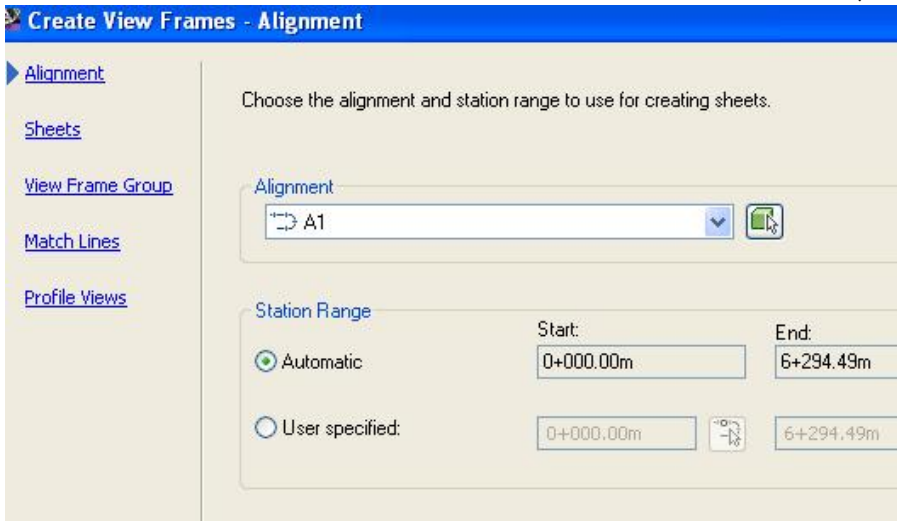 Create View Frames - Alignment
Alignment
Sheets
View Frame Group
Match Lines
Profile Views
Choose the alignment and station range to use for creating sheets.
Alignment
A1
Station Range
Start: End:
Automatic 0+000.00m 6+294.49m
User specified: 0+000.00m 6+294.49m